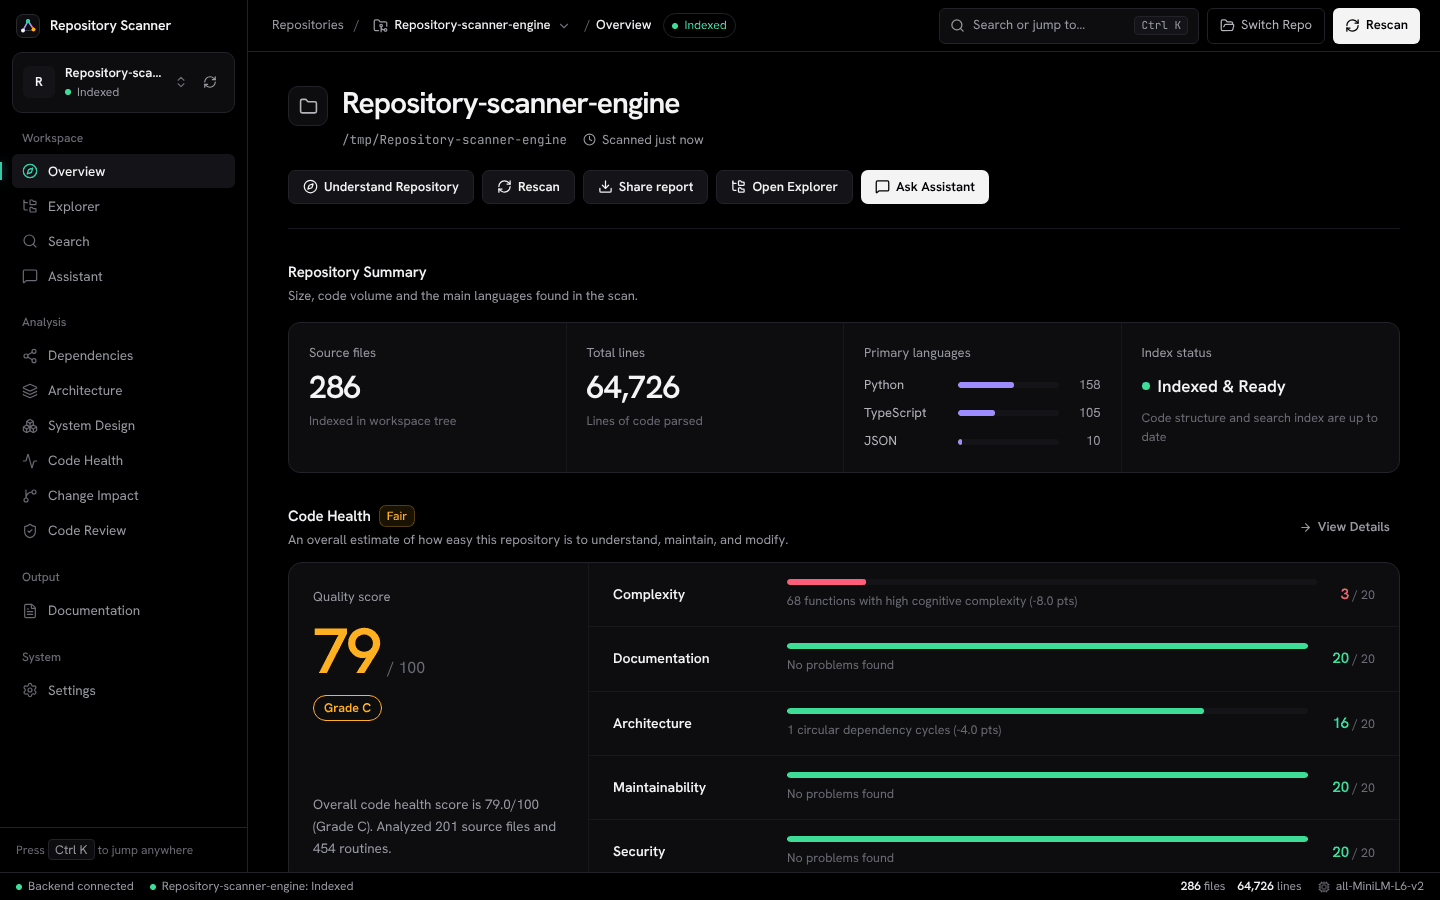 Repository Scanner
R
Repository-sca...
Indexed
Workspace
Overview
Explorer
Search
Assistant
Analysis
Dependencies
Architecture
System Design
Code Health
Change Impact
Code Review
Output
Documentation
System
Settings
Press Ctrl K to jump anywhere
Repositories / Repository-scanner-engine / Overview Indexed
Search or jump to... Ctrl K
Switch Repo
Rescan
Repository-scanner-engine
/tmp/Repository-scanner-engine Scanned just now
Understand Repository
Rescan
Share report
Open Explorer
Ask Assistant
Repository Summary
Size, code volume and the main languages found in the scan.
Source files
286
Indexed in workspace tree
Total lines
64,726
Lines of code parsed
Primary languages
Python 158
TypeScript 105
JSON 10
Index status
Indexed & Ready
Code structure and search index are up to
date
Code Health Fair
An overall estimate of how easy this repository is to understand, maintain, and modify.
View Details
Quality score
79 / 100
Grade C
Overall code health score is 79.0/100
(Grade C). Analyzed 201 source files and
454 routines.
Complexity
68 functions with high cognitive complexity (-8.0 pts)
3 / 20
Documentation
No problems found
20 / 20
Architecture
1 circular dependency cycles (-4.0 pts)
16 / 20
Maintainability
No problems found
20 / 20
Security
No problems found
20 / 20
Backend connected
Repository-scanner-engine: Indexed
286 files 64,726 lines all-MiniLM-L6-v2